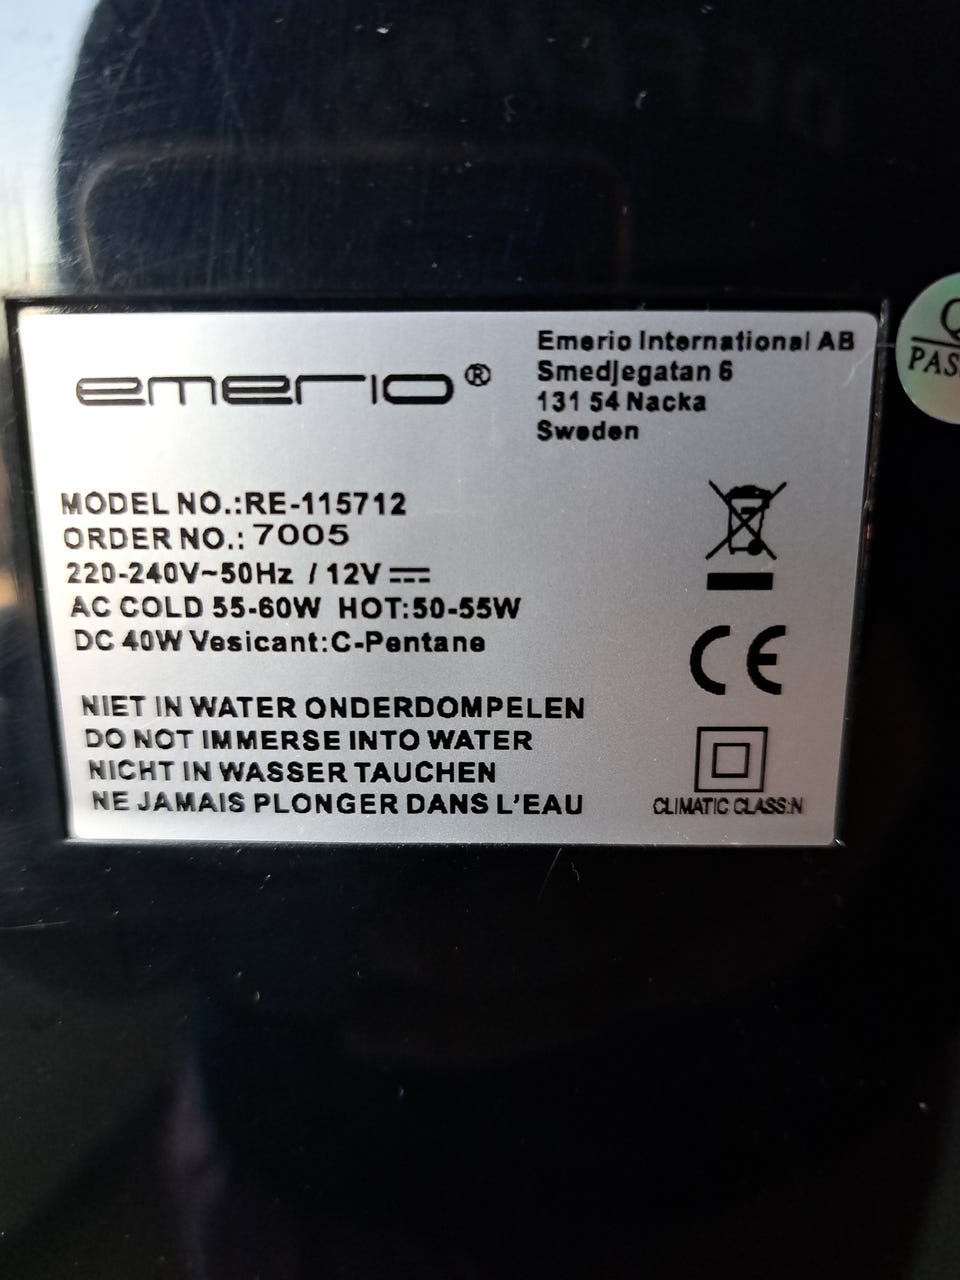 emerio®
Emerio International AB
Smedjegatan 6
131 54 Nacka
Sweden
MODEL NO.:RE-115712
ORDER NO.: 7005
220-240V~50Hz / 12V ⎓
AC COLD 55-60W HOT:50-55W
DC 40W Vesicant:C-Pentane
NIET IN WATER ONDERDOMPELEN
DO NOT IMMERSE INTO WATER
NICHT IN WASSER TAUCHEN
NE JAMAIS PLONGER DANS L'EAU
CE
CLIMATIC CLASS:N